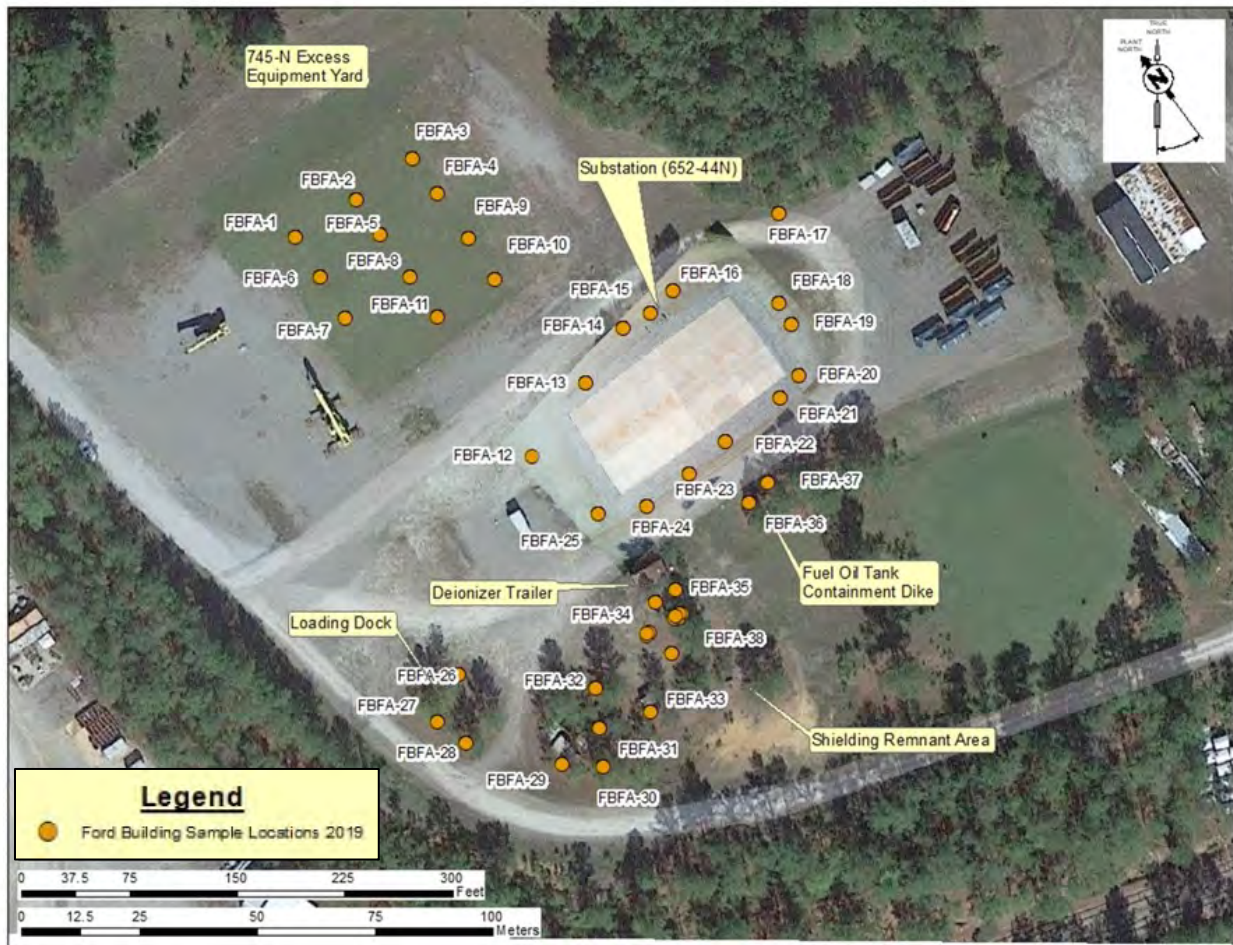 TRUE
NORTH
PLANT
NORTH
N
745-N Excess
Equipment Yard
FBFA-3
FBFA-4
Substation (652-44N)
FBFA-2
FBFA-9
FBFA-1
FBFA-5
FBFA-17
FBFA-10
FBFA-8
FBFA-6
FBFA-16
FBFA-15
FBFA-18
FBFA-11
FBFA-7
FBFA-14
FBFA-19
FBFA-13
FBFA-20
FBFA-21
FBFA-12
FBFA-22
FBFA-37
FBFA-23
FBFA-24
FBFA-25
FBFA-36
Fuel Oil Tank
Containment Dike
Deionizer Trailer
FBFA-35
FBFA-34
Loading Dock
FBFA-38
FBFA-26
FBFA-32
FBFA-33
FBFA-27
Shielding Remnant Area
FBFA-31
FBFA-28
FBFA-29
FBFA-30
Legend
Ford Building Sample Locations 2019
0 37.5 75 150 225 300
Feet
0 12.5 25 50 75 100
Meters